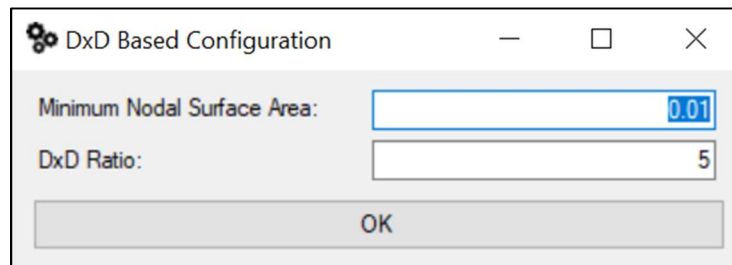 DxD Based Configuration
Minimum Nodal Surface Area: 0.01
DxD Ratio: 5
OK